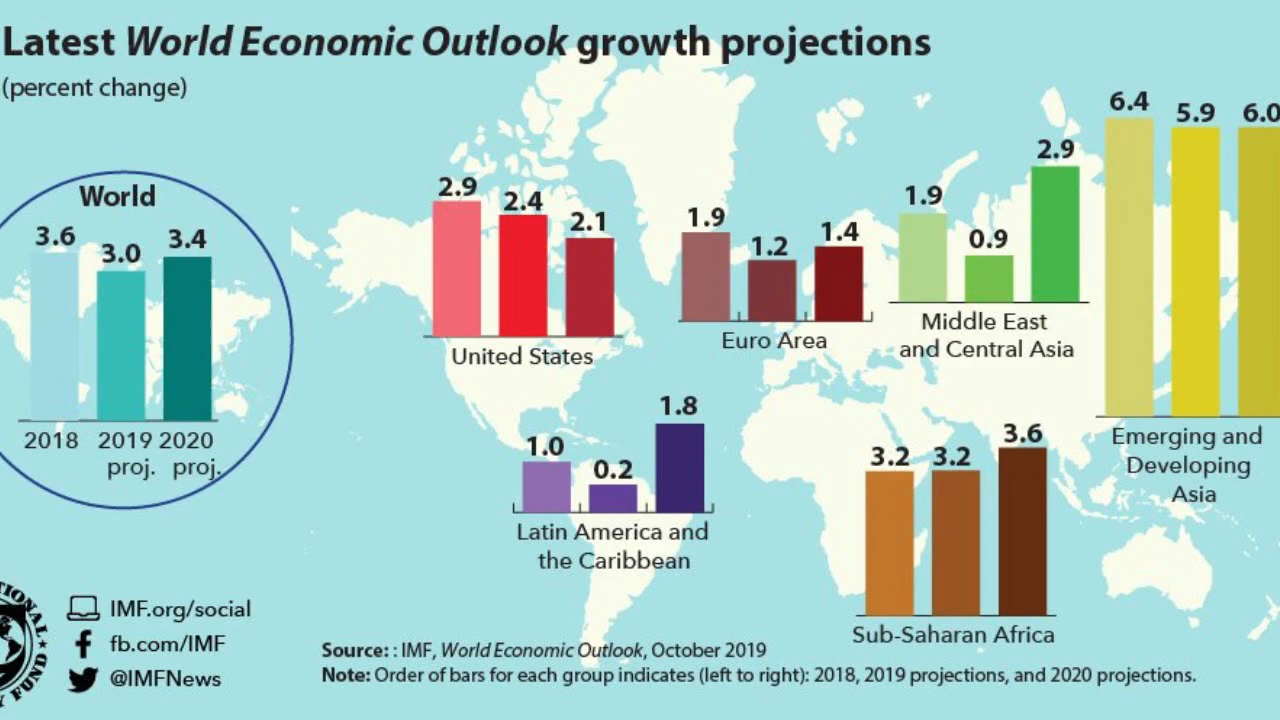 Latest World Economic Outlook growth projections
(percent change)
World
3.6
3.0
3.4
2018
2019
2020
proj.
proj.
2.9
2.4
2.1
United States
1.9
1.2
1.4
Euro Area
1.9
0.9
2.9
Middle East
and Central Asia
6.4
5.9
6.0
Emerging and
Developing
Asia
1.0
0.2
1.8
Latin America and
the Caribbean
3.2
3.2
3.6
Sub-Saharan Africa
IMF.org/social
fb.com/IMF
@IMFNews
FUND
Source: : IMF, World Economic Outlook, October 2019
Note: Order of bars for each group indicates (left to right): 2018, 2019 projections, and 2020 projections.